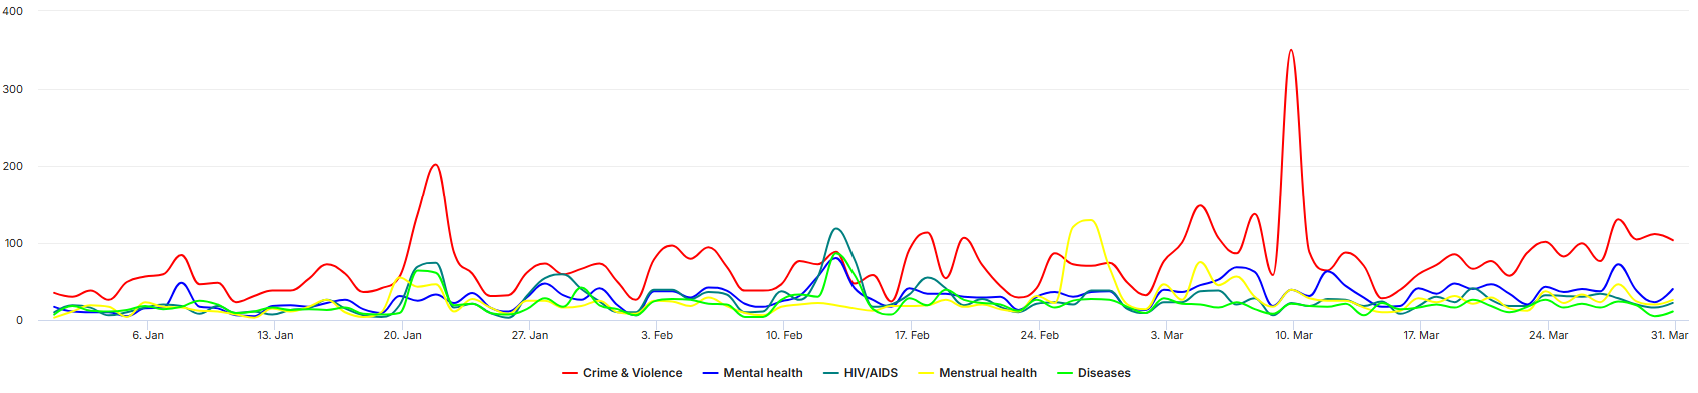 400
300
200
100
0
6. Jan 13. Jan 20. Jan 27. Jan 3. Feb 10. Feb 17. Feb 24. Feb 3. Mar 10. Mar 17. Mar 24. Mar 31. Mar
Crime & Violence Mental health HIV/AIDS Menstrual health Diseases